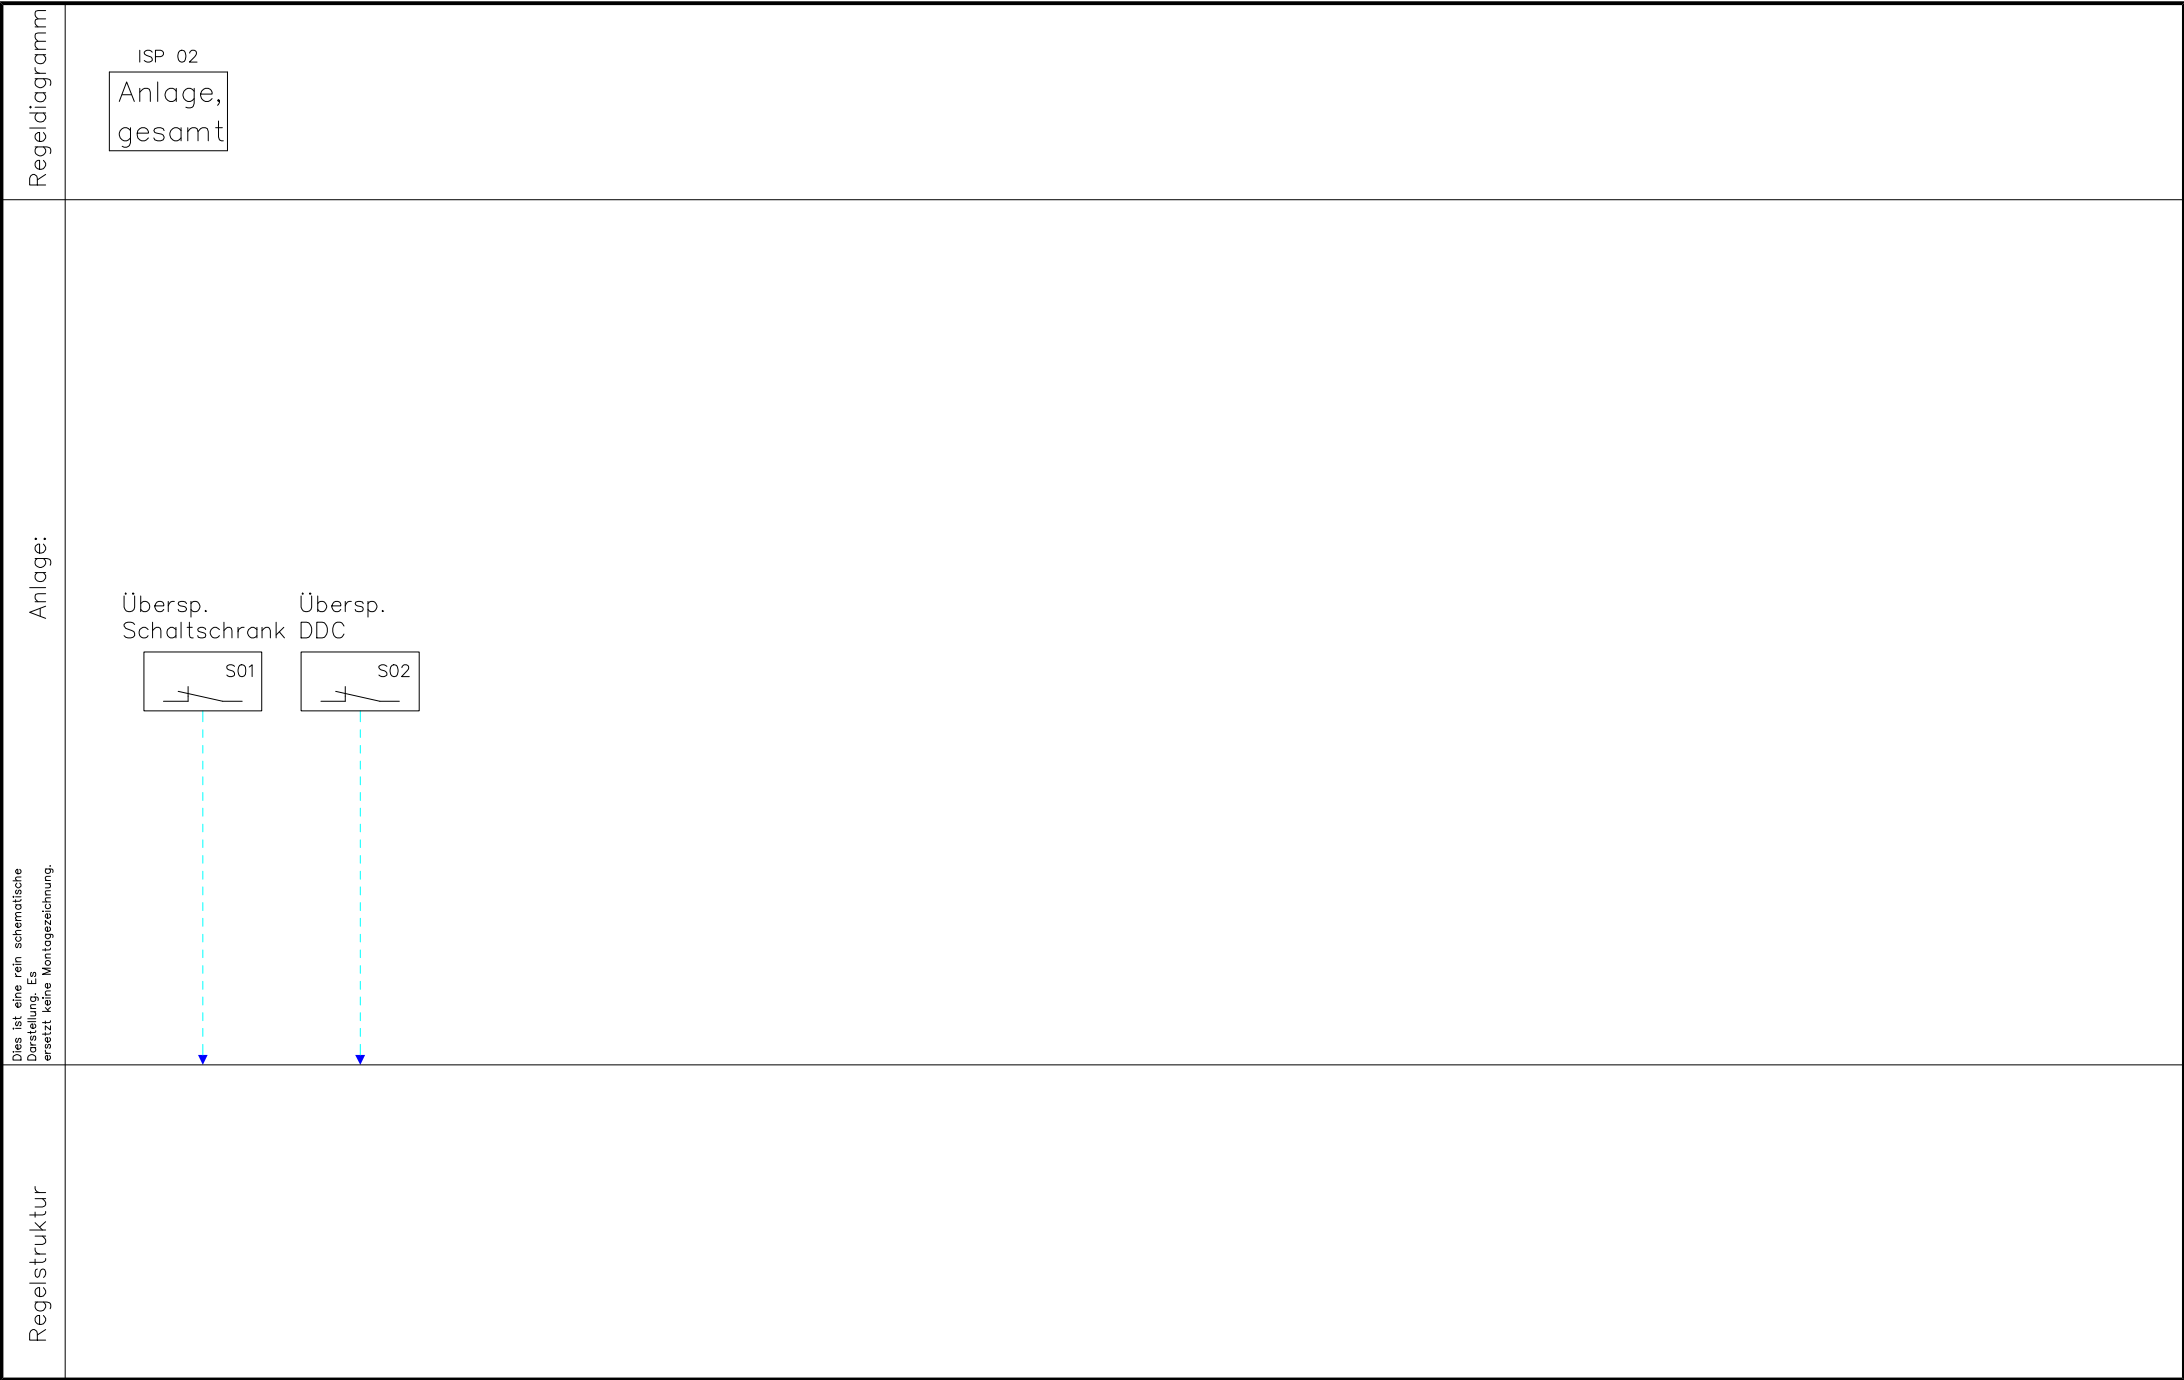 Regeldiagramm
ISP 02
Anlage,
gesamt
Anlage:
Übersp.
Schaltschrank
Übersp.
DDC
S01
S02
Dies ist eine rein schematische
Darstellung. Es
ersetzt keine Montagezeichnung.
Regelstruktur